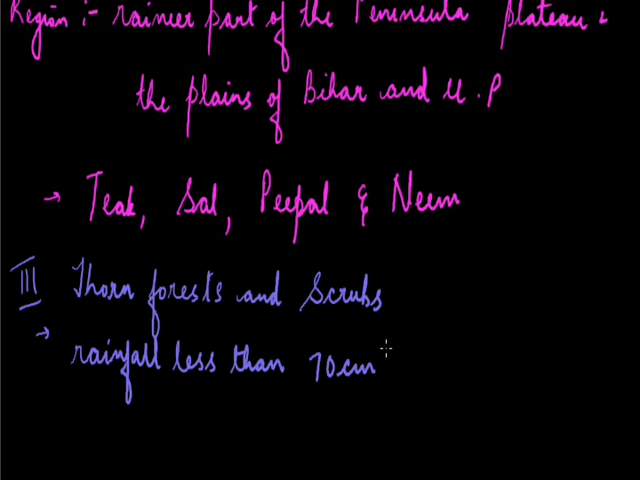 Region :- rainier part of the Peninsula plateau &
the plains of Bihar and U.P
→ Teak, Sal, Peepal & Neem
III Thorn forests and Scrubs
→ rainfall less than 70cm